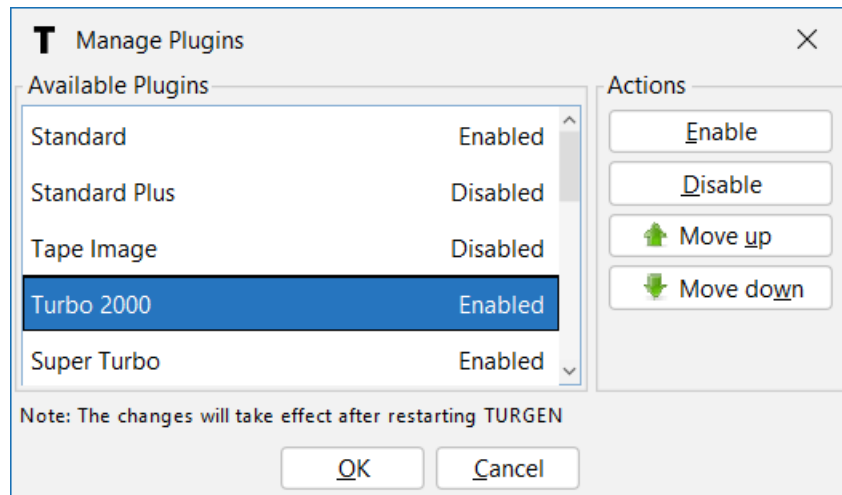 T Manage Plugins
Available Plugins
Standard Enabled
Standard Plus Disabled
Tape Image Disabled
Turbo 2000 Enabled
Super Turbo Enabled
Actions
Enable
Disable
Move up
Move down
Note: The changes will take effect after restarting TURGEN
OK Cancel